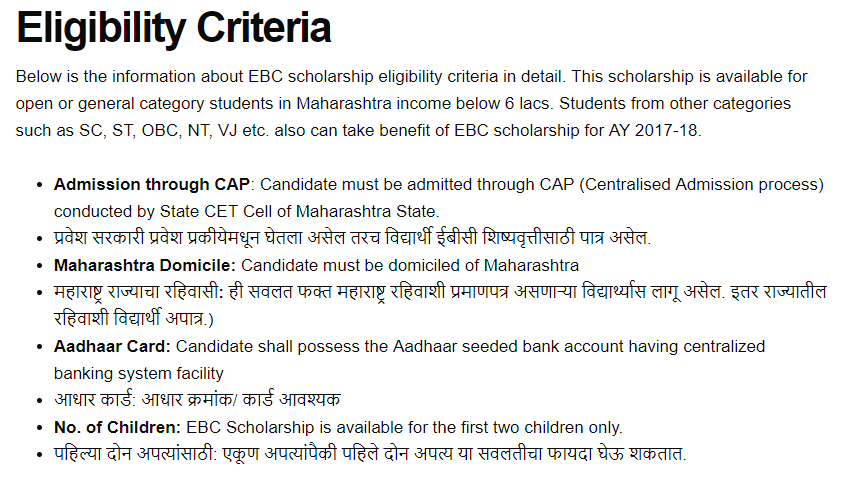 Eligibility Criteria
Below is the information about EBC scholarship eligibility criteria in detail. This scholarship is available for
open or general category students in Maharashtra income below 6 lacs. Students from other categories
such as SC, ST, OBC, NT, VJ etc. also can take benefit of EBC scholarship for AY 2017-18.
• Admission through CAP: Candidate must be admitted through CAP (Centralised Admission process)
conducted by State CET Cell of Maharashtra State.
• प्रवेश सरकारी प्रवेश प्रकीयेमधून घेतला असेल तरच विद्यार्थी ईबीसी शिष्यवृत्तीसाठी पात्र असेल.
• Maharashtra Domicile: Candidate must be domiciled of Maharashtra
• महाराष्ट्र राज्याचा रहिवासी: ही सवलत फक्त महाराष्ट्र रहिवाशी प्रमाणपत्र असणाऱ्या विद्यार्थ्यास लागू असेल. इतर राज्यातील
रहिवाशी विद्यार्थी अपात्र.)
• Aadhaar Card: Candidate shall possess the Aadhaar seeded bank account having centralized
banking system facility
• आधार कार्ड: आधार क्रमांक/ कार्ड आवश्यक
• No. of Children: EBC Scholarship is available for the first two children only.
• पहिल्या दोन अपत्यांसाठी: एकूण अपत्यांपैकी पहिले दोन अपत्य या सवलतीचा फायदा घेऊ शकतात.